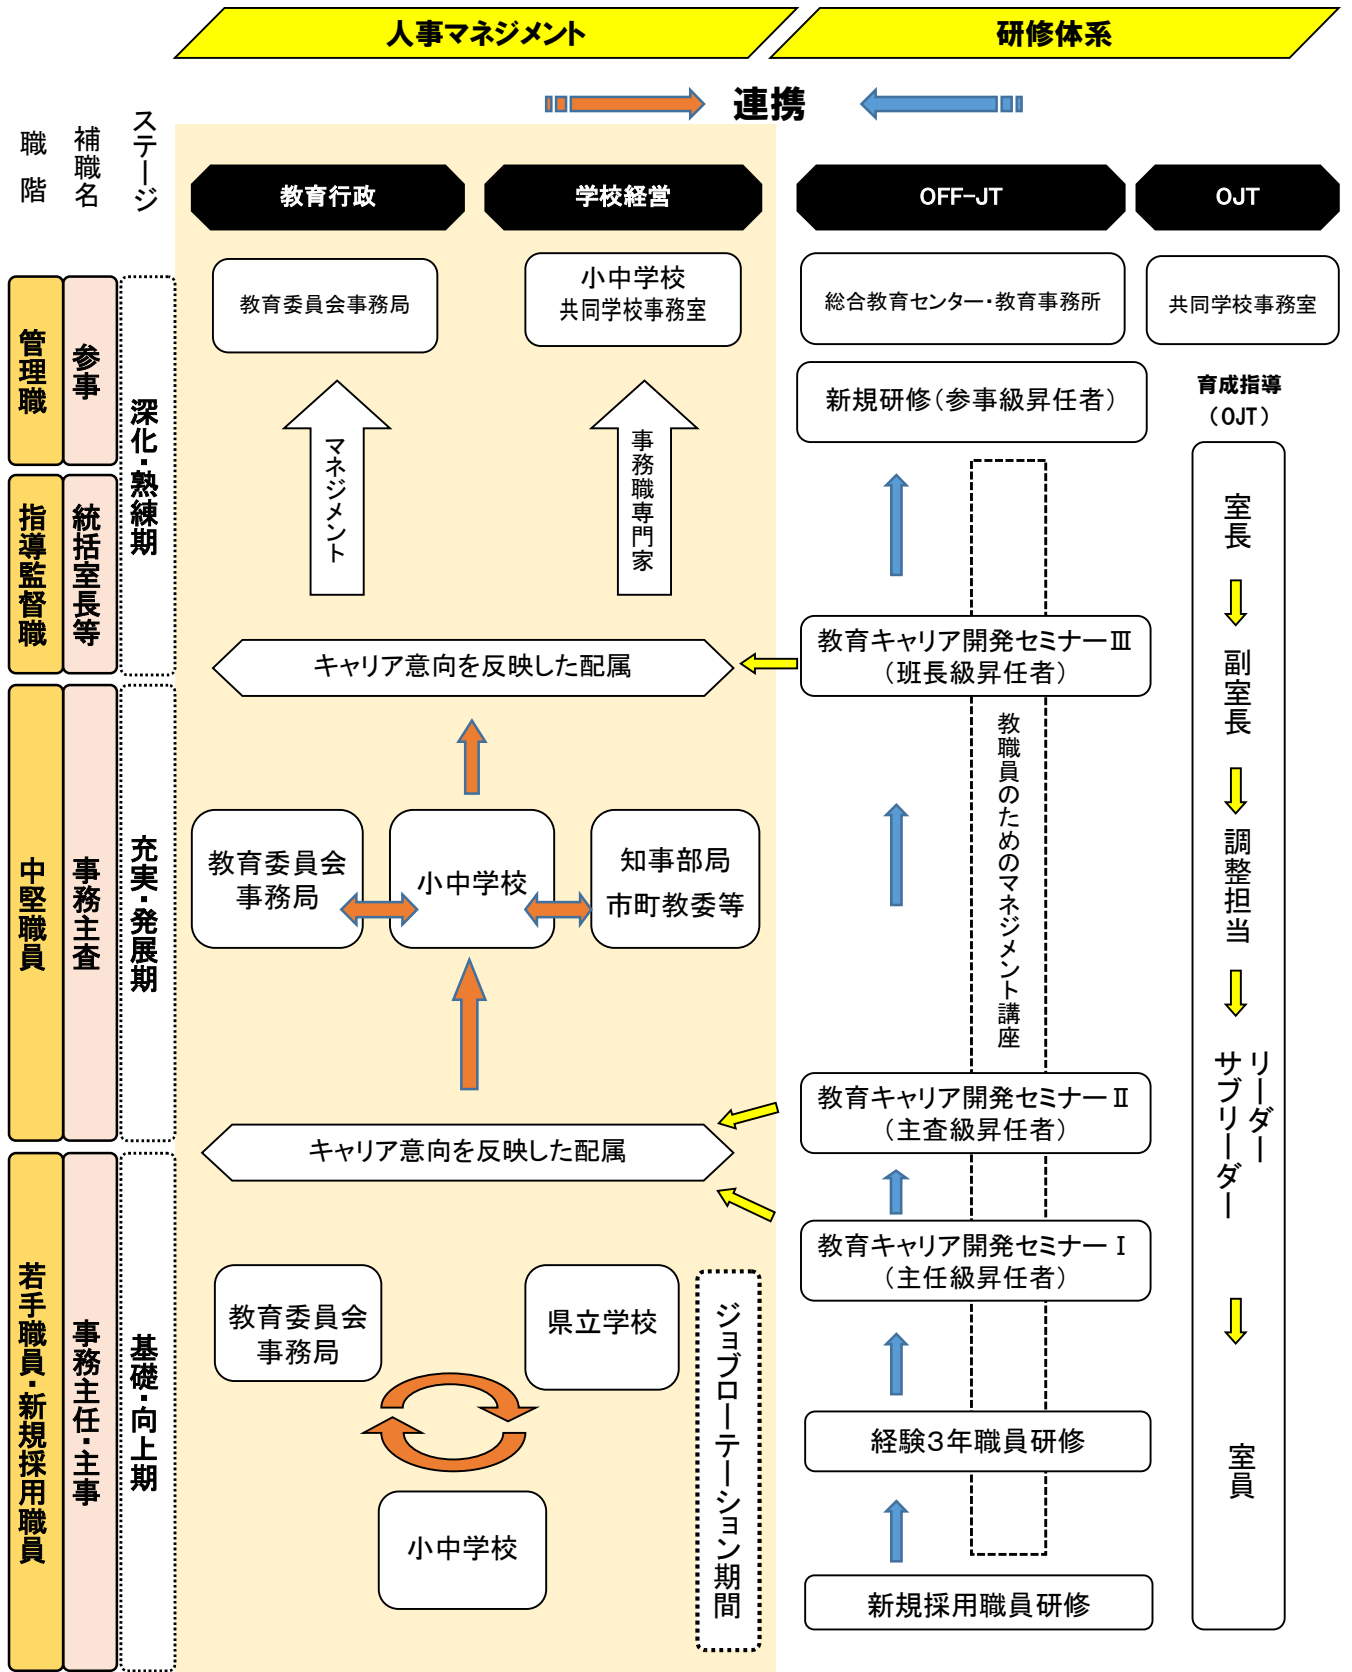 人事マネジメント
研修体系
連携
職階
補職名
ステージ
教育行政
学校経営
OFF-JT
OJT
管理職
参事
深化・熟練期
指導監督職
統括室長等
教育委員会事務局
小中学校
共同学校事務室
総合教育センター・教育事務所
共同学校事務室
マネジメント
事務職専門家
新規研修（参事級昇任者）
育成指導
（OJT）
キャリア意向を反映した配属
教育キャリア開発セミナーⅢ
（班長級昇任者）
室長
副室長
調整担当
リーダー
サブリーダー
室員
中堅職員
事務主査
充実・発展期
教育委員会
事務局
小中学校
知事部局
市町教委等
教職員のためのマネジメント講座
キャリア意向を反映した配属
教育キャリア開発セミナーⅡ
（主査級昇任者）
若手職員・新規採用職員
事務主任・主事
基礎・向上期
教育委員会
事務局
県立学校
小中学校
ジョブローテーション期間
教育キャリア開発セミナーⅠ
（主任級昇任者）
経験３年職員研修
新規採用職員研修